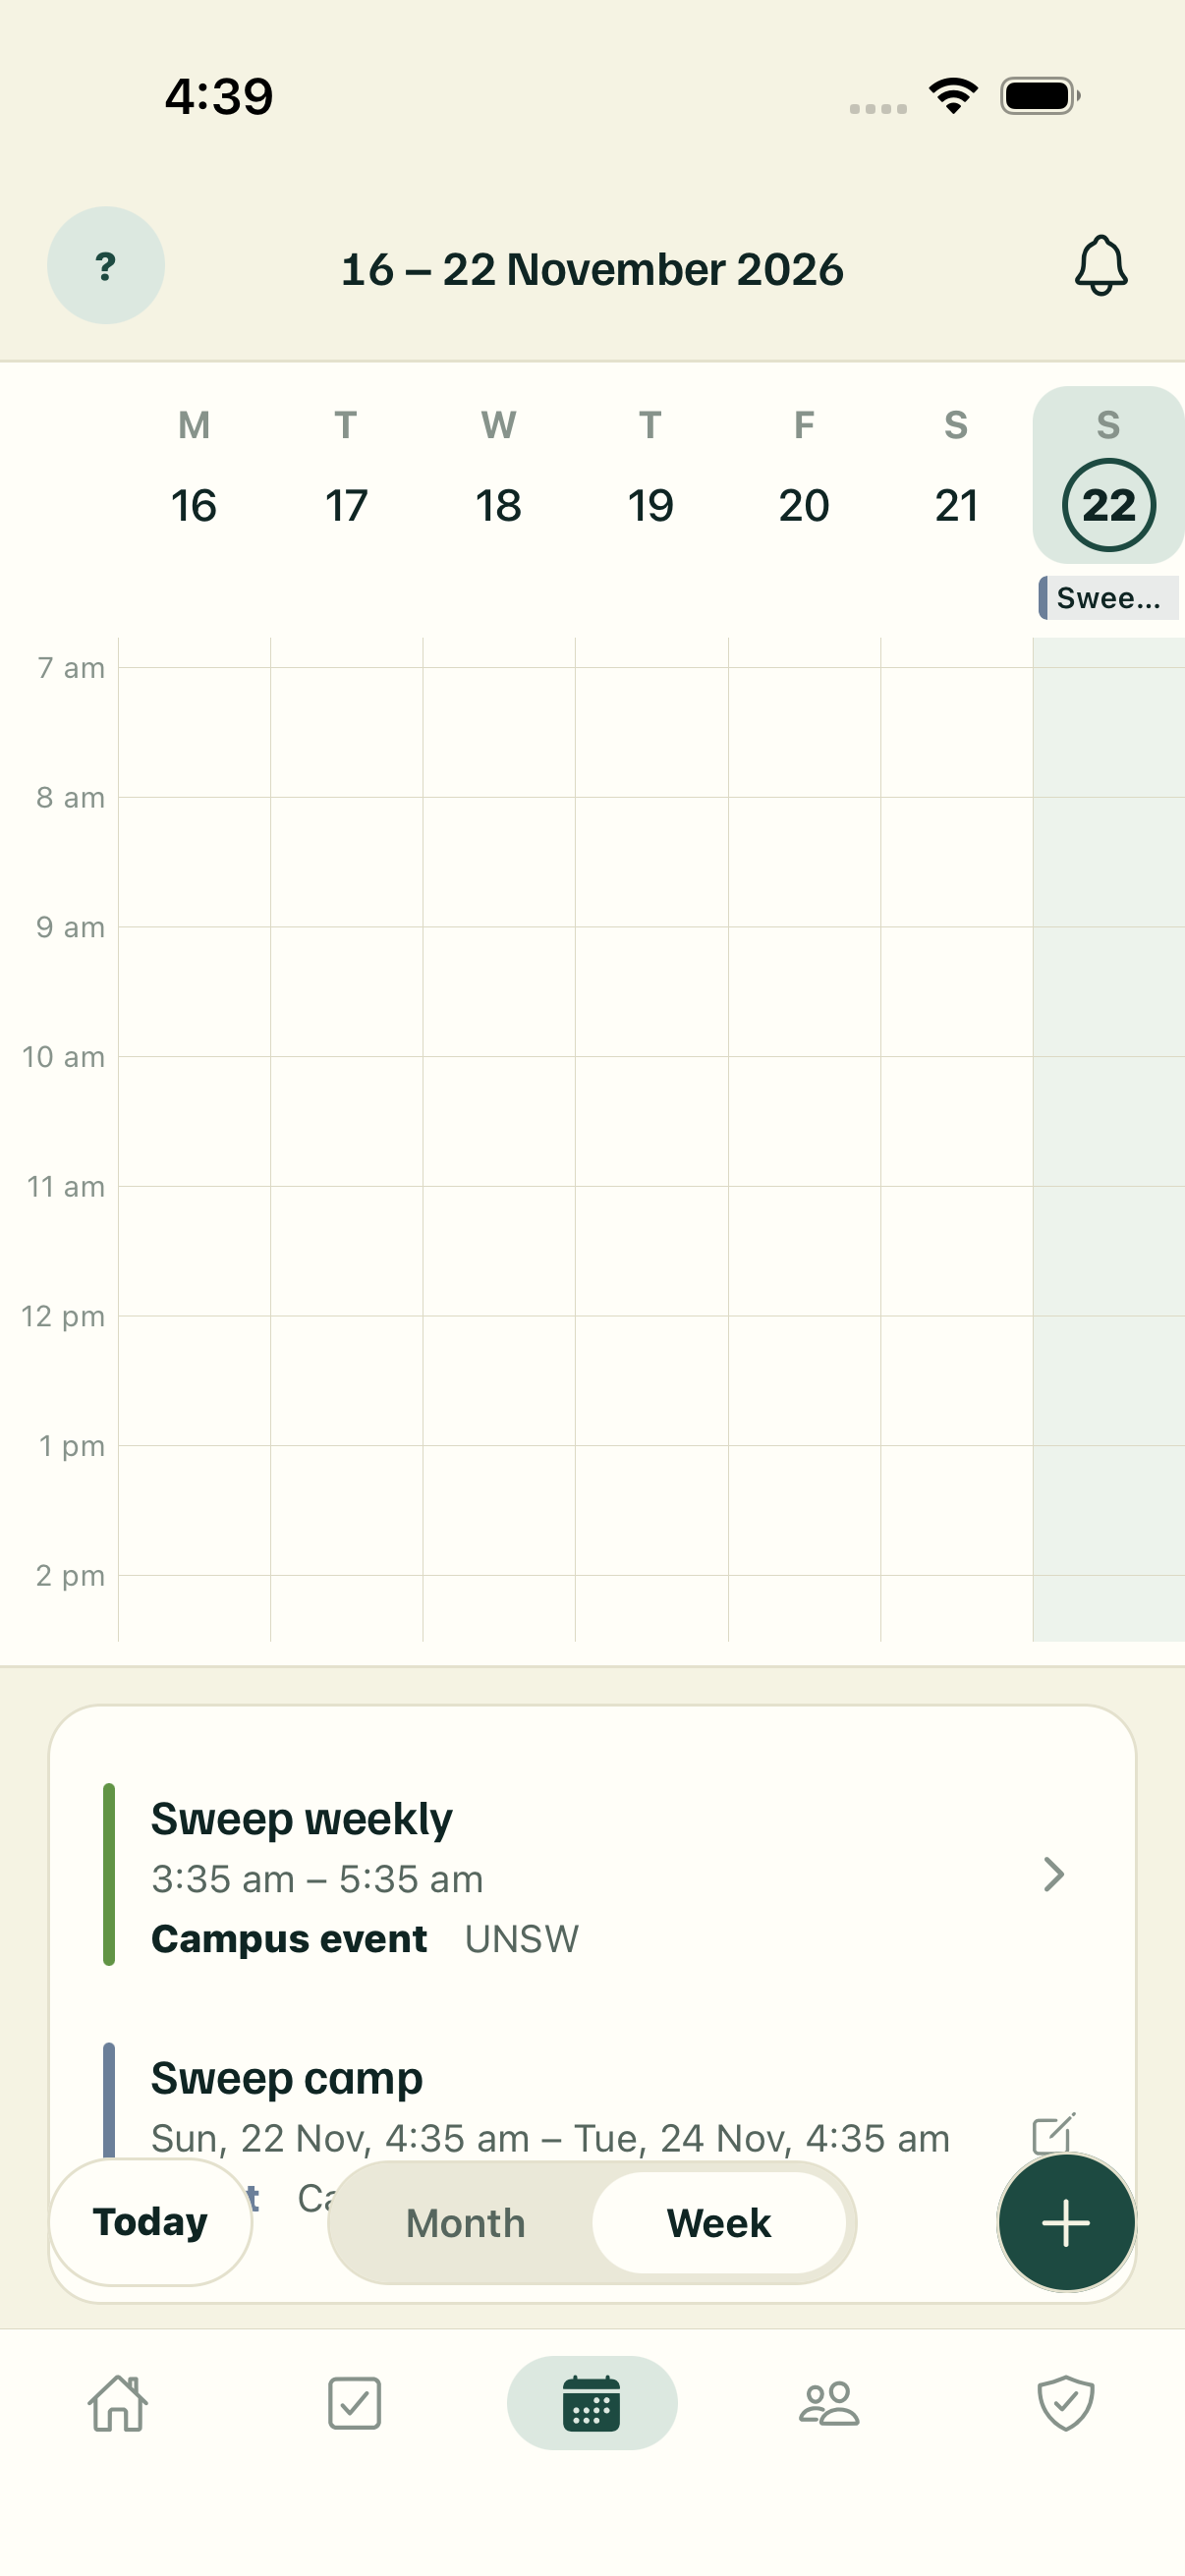 4:39
?
16 – 22 November 2026
M T W T F S S
16 17 18 19 20 21 22
Swee...
7 am
8 am
9 am
10 am
11 am
12 pm
1 pm
2 pm
Sweep weekly
3:35 am – 5:35 am
Campus event UNSW
Sweep camp
Sun, 22 Nov, 4:35 am – Tue, 24 Nov, 4:35 am
Today Month Week